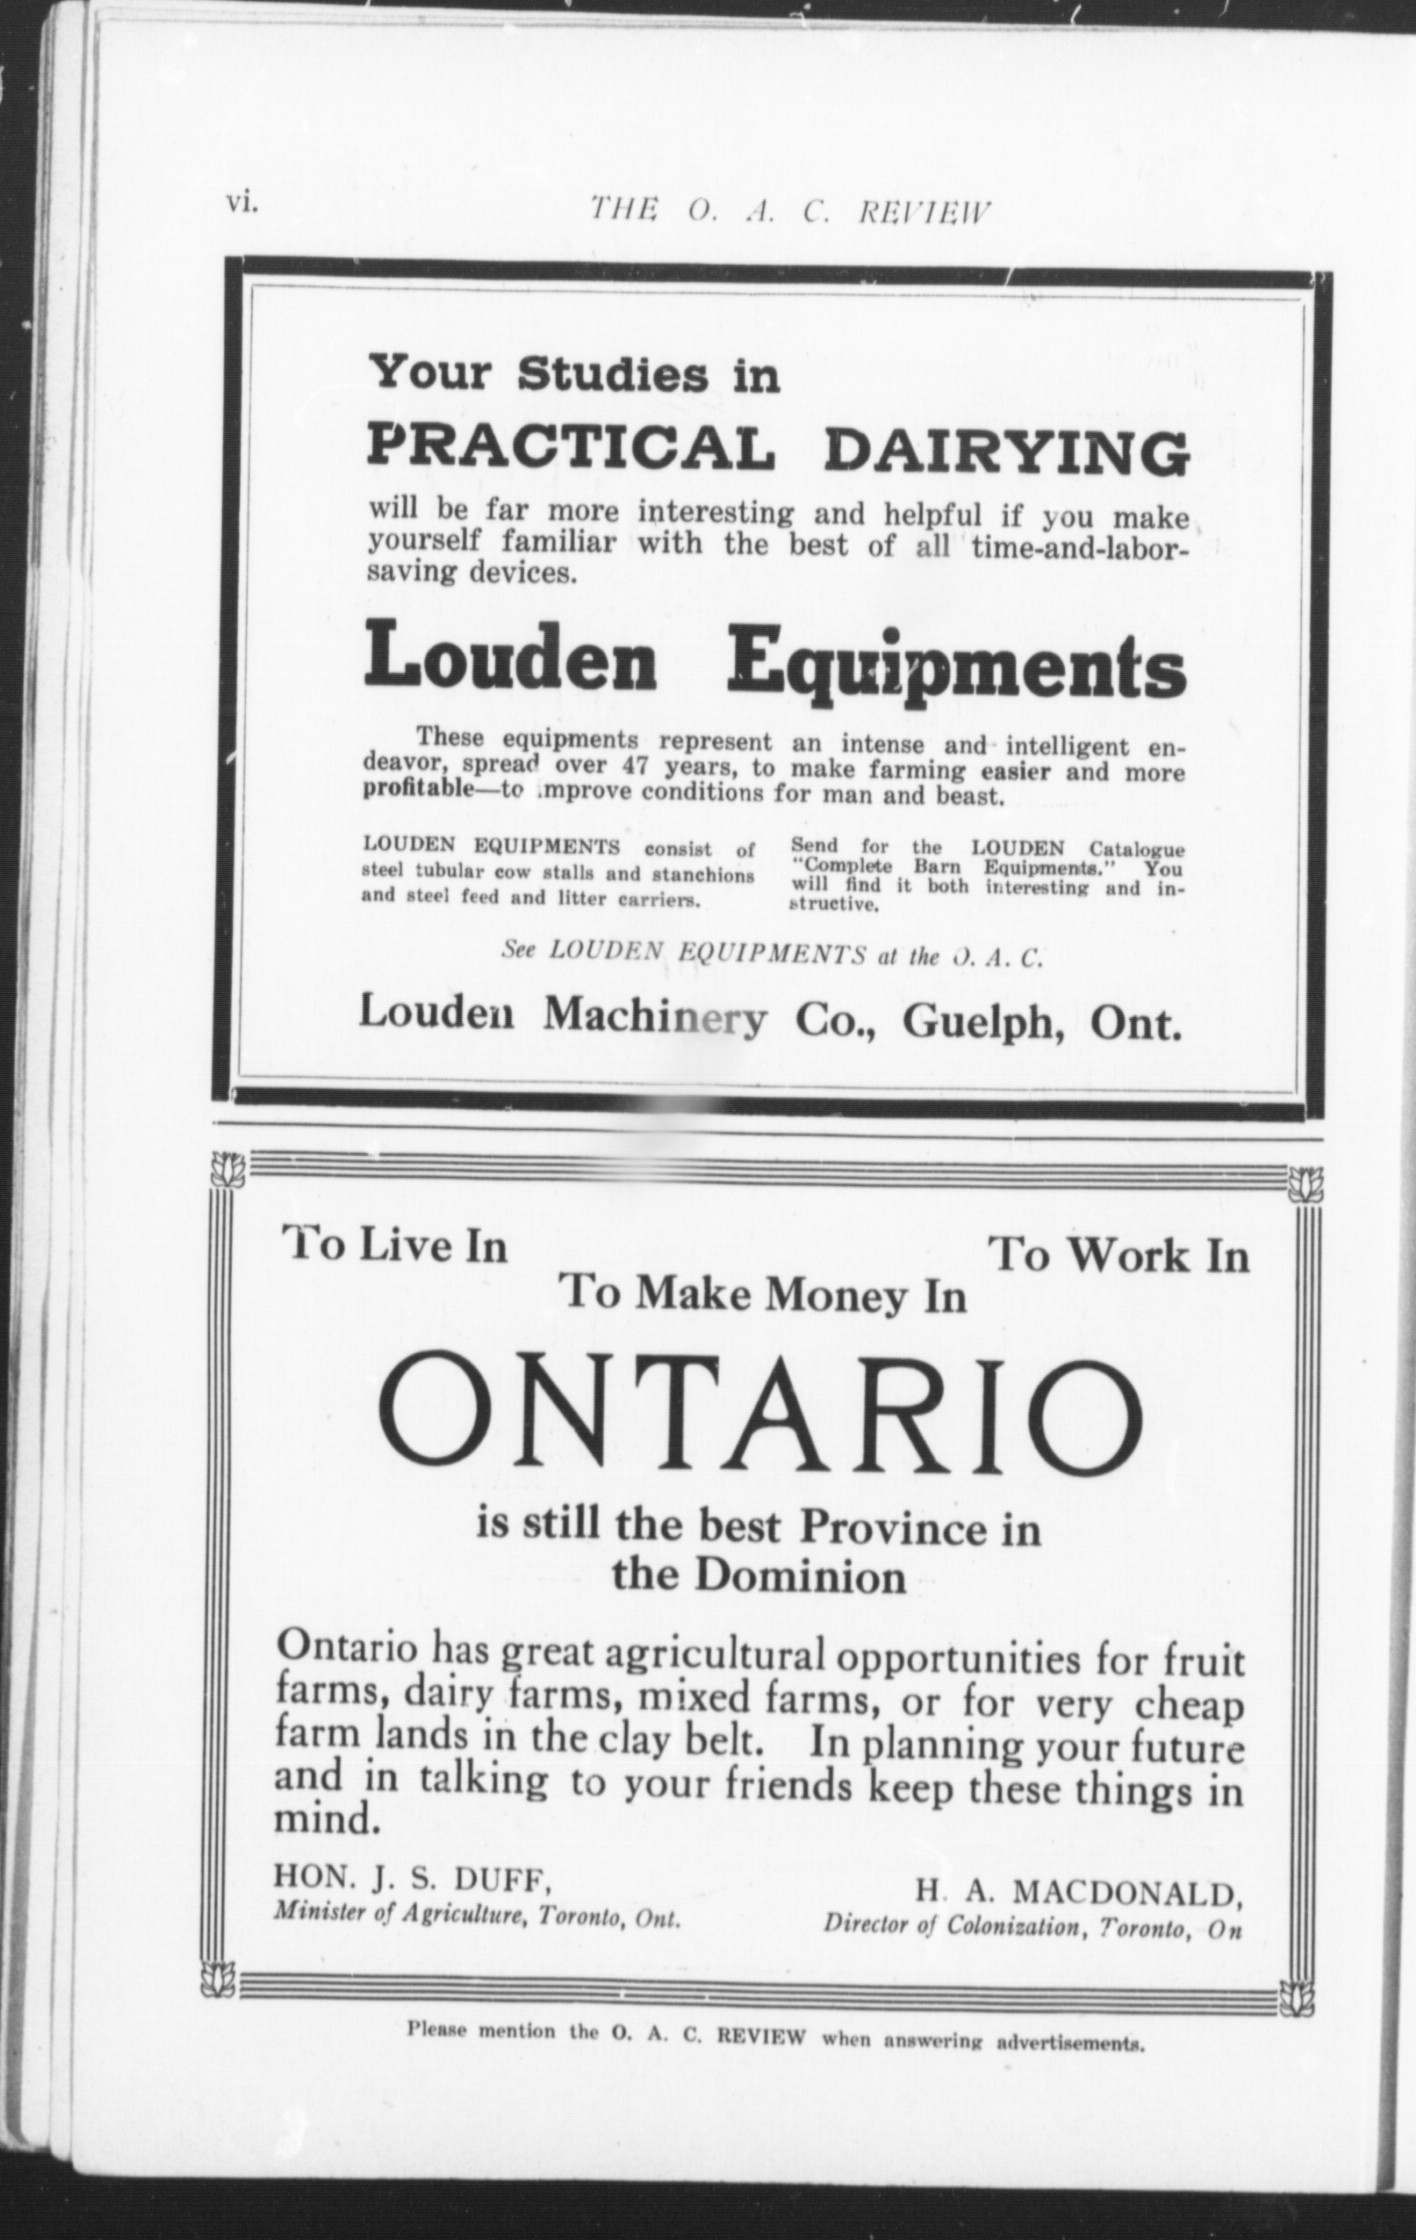 vi.
THE O. A. C. REVIEW
Your Studies in
PRACTICAL DAIRYING
will be far more interesting and helpful if you make
yourself familiar with the best of all time-and-labor-
saving devices.
Louden Equipments
These equipments represent an intense and intelligent en-
deavor, spread over 47 years, to make farming easier and more
profitable—to improve conditions for man and beast.
LOUDEN EQUIPMENTS consist of
steel tubular cow stalls and stanchions
and steel feed and litter carriers.
Send for the LOUDEN Catalogue
"Complete Barn Equipments." You
will find it both interesting and in-
structive.
See LOUDEN EQUIPMENTS at the O. A. C.
Louden Machinery Co., Guelph, Ont.
To Live In
To Work In
To Make Money In
ONTARIO
is still the best Province in
the Dominion
Ontario has great agricultural opportunities for fruit
farms, dairy farms, mixed farms, or for very cheap
farm lands in the clay belt. In planning your future
and in talking to your friends keep these things in
mind.
HON. J. S. DUFF,
Minister of Agriculture, Toronto, Ont.
H. A. MACDONALD,
Director of Colonization, Toronto, On
Please mention the O. A. C. REVIEW when answering advertisements.